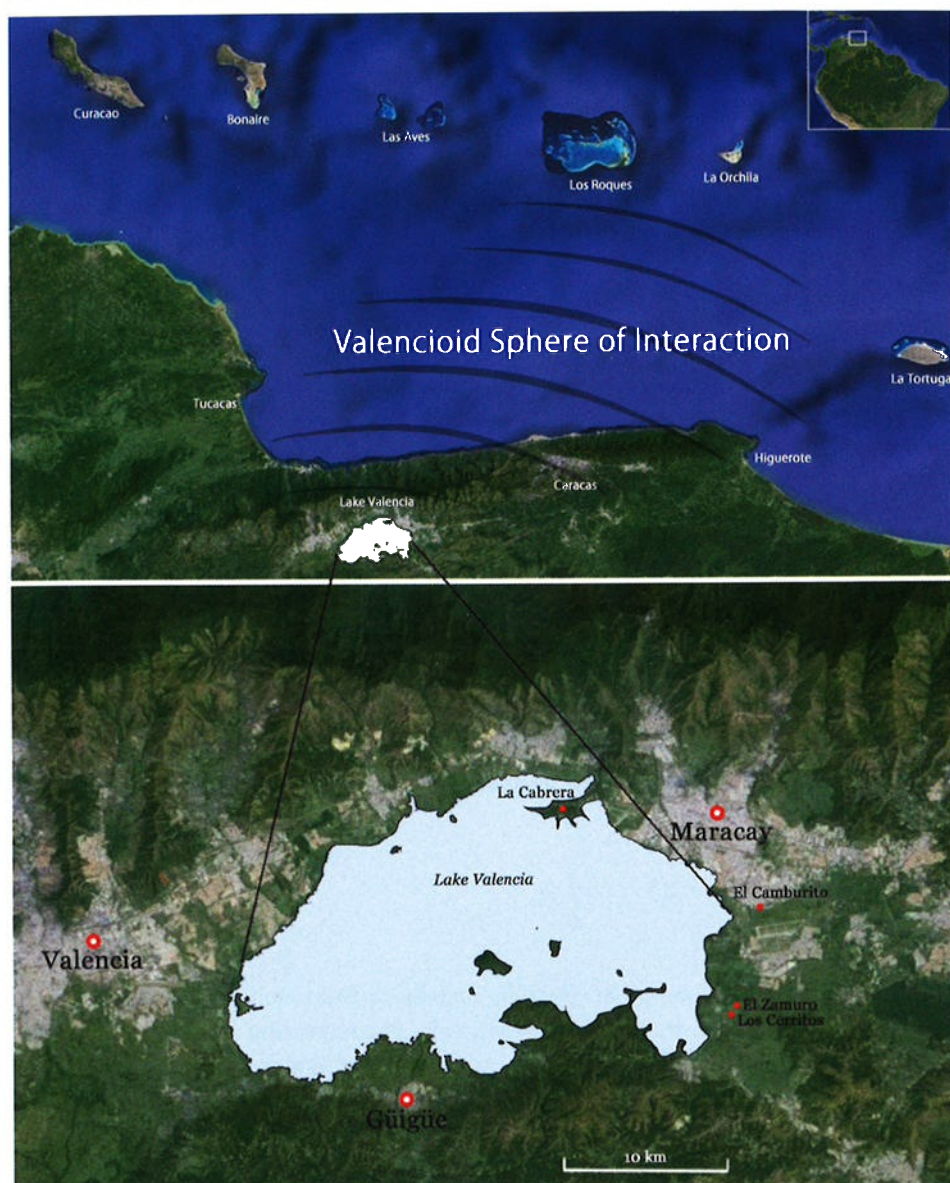 Curacao
Bonaire
Las Aves
Los Roques
La Orchila
Valencioid Sphere of Interaction
La Tortuga
Tucacas
Higuerote
Caracas
Lake Valencia
La Cabrera
Maracay
Lake Valencia
El Camburito
Valencia
El Zamuro
Los Cerritos
Güigüe
10 km